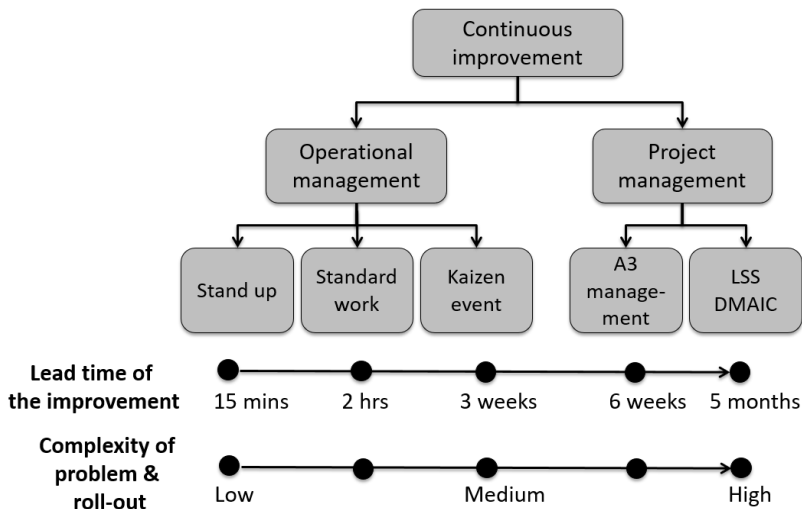 Continuous
improvement
Operational
management
Project
management
Stand up
Standard
work
Kaizen
event
A3
manage-
ment
LSS
DMAIC
Lead time of
the improvement
15 mins
2 hrs
3 weeks
6 weeks
5 months
Complexity of
problem &
roll-out
Low
Medium
High